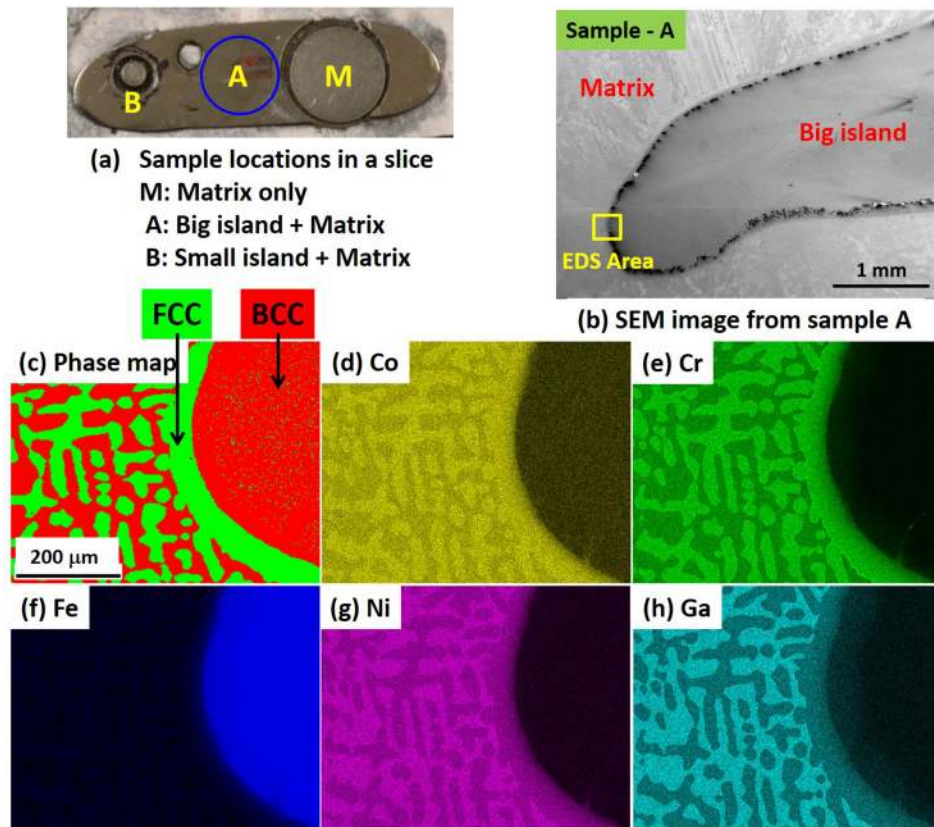 B
A
M
(a) Sample locations in a slice
M: Matrix only
A: Big island + Matrix
B: Small island + Matrix
Sample - A
Matrix
Big island
EDS Area
1 mm
(b) SEM image from sample A
FCC
BCC
(c) Phase map
200 μm
(d) Co
(e) Cr
(f) Fe
(g) Ni
(h) Ga